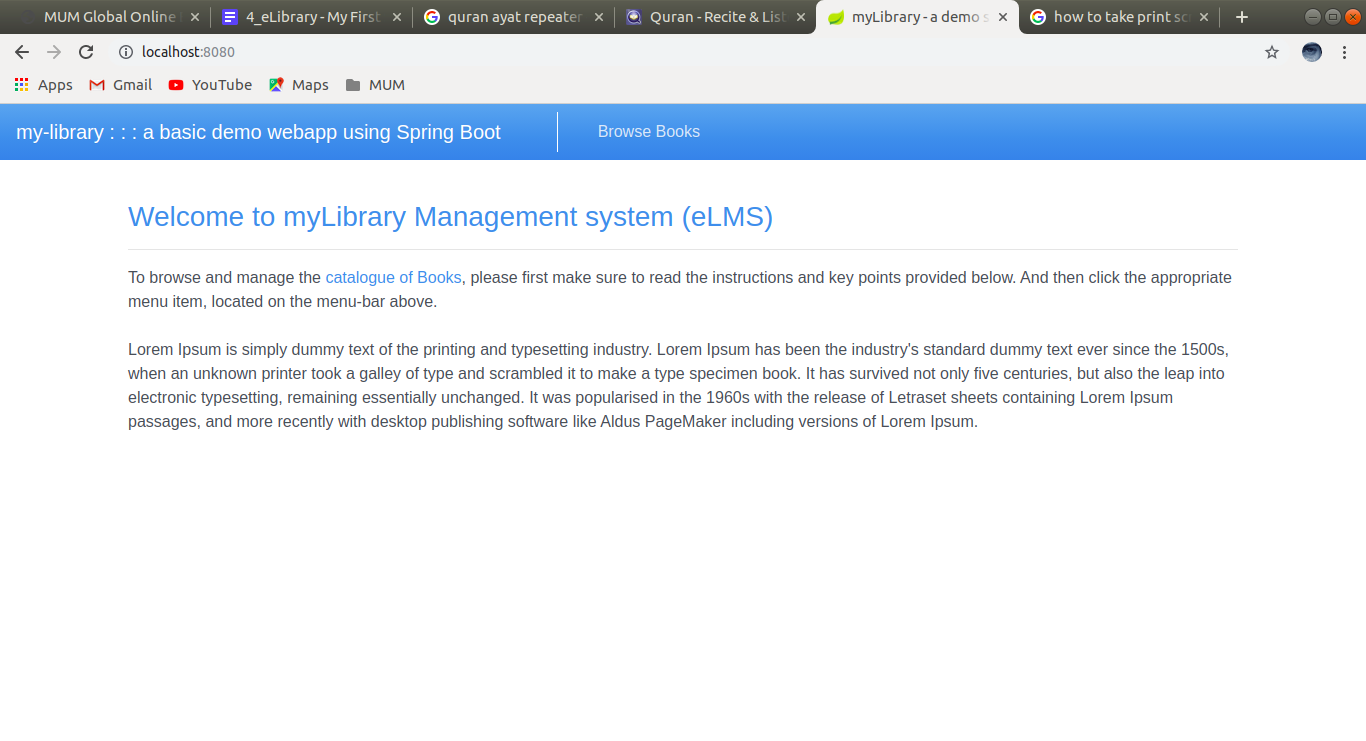 MUM Global Online
4_eLibrary - My First
quran ayat repeater
Quran - Recite & List
myLibrary - a demo s
how to take print sc
localhost:8080
Apps
Gmail
YouTube
Maps
MUM
my-library : : : a basic demo webapp using Spring Boot
Browse Books
Welcome to myLibrary Management system (eLMS)
To browse and manage the catalogue of Books, please first make sure to read the instructions and key points provided below. And then click the appropriate
menu item, located on the menu-bar above.
Lorem Ipsum is simply dummy text of the printing and typesetting industry. Lorem Ipsum has been the industry's standard dummy text ever since the 1500s,
when an unknown printer took a galley of type and scrambled it to make a type specimen book. It has survived not only five centuries, but also the leap into
electronic typesetting, remaining essentially unchanged. It was popularised in the 1960s with the release of Letraset sheets containing Lorem Ipsum
passages, and more recently with desktop publishing software like Aldus PageMaker including versions of Lorem Ipsum.